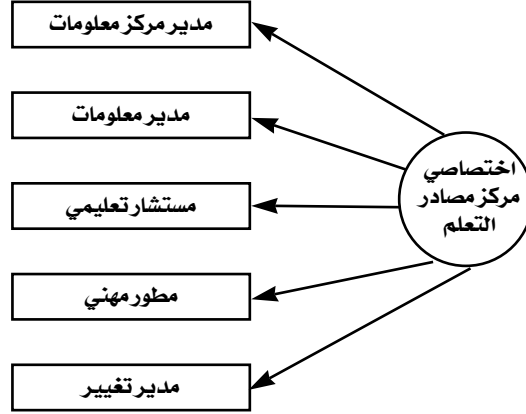 مدير مركز معلومات
مدير معلومات
اختصاصي
مركز مصادر
التعلم
مستشار تعليمي
مطور مهني
مدير تغيير